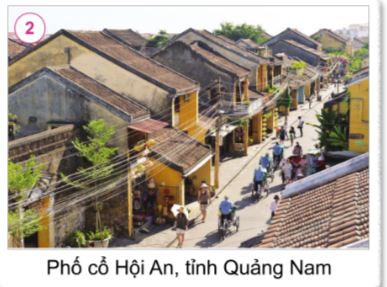 2
Phố cổ Hội An, tỉnh Quảng Nam